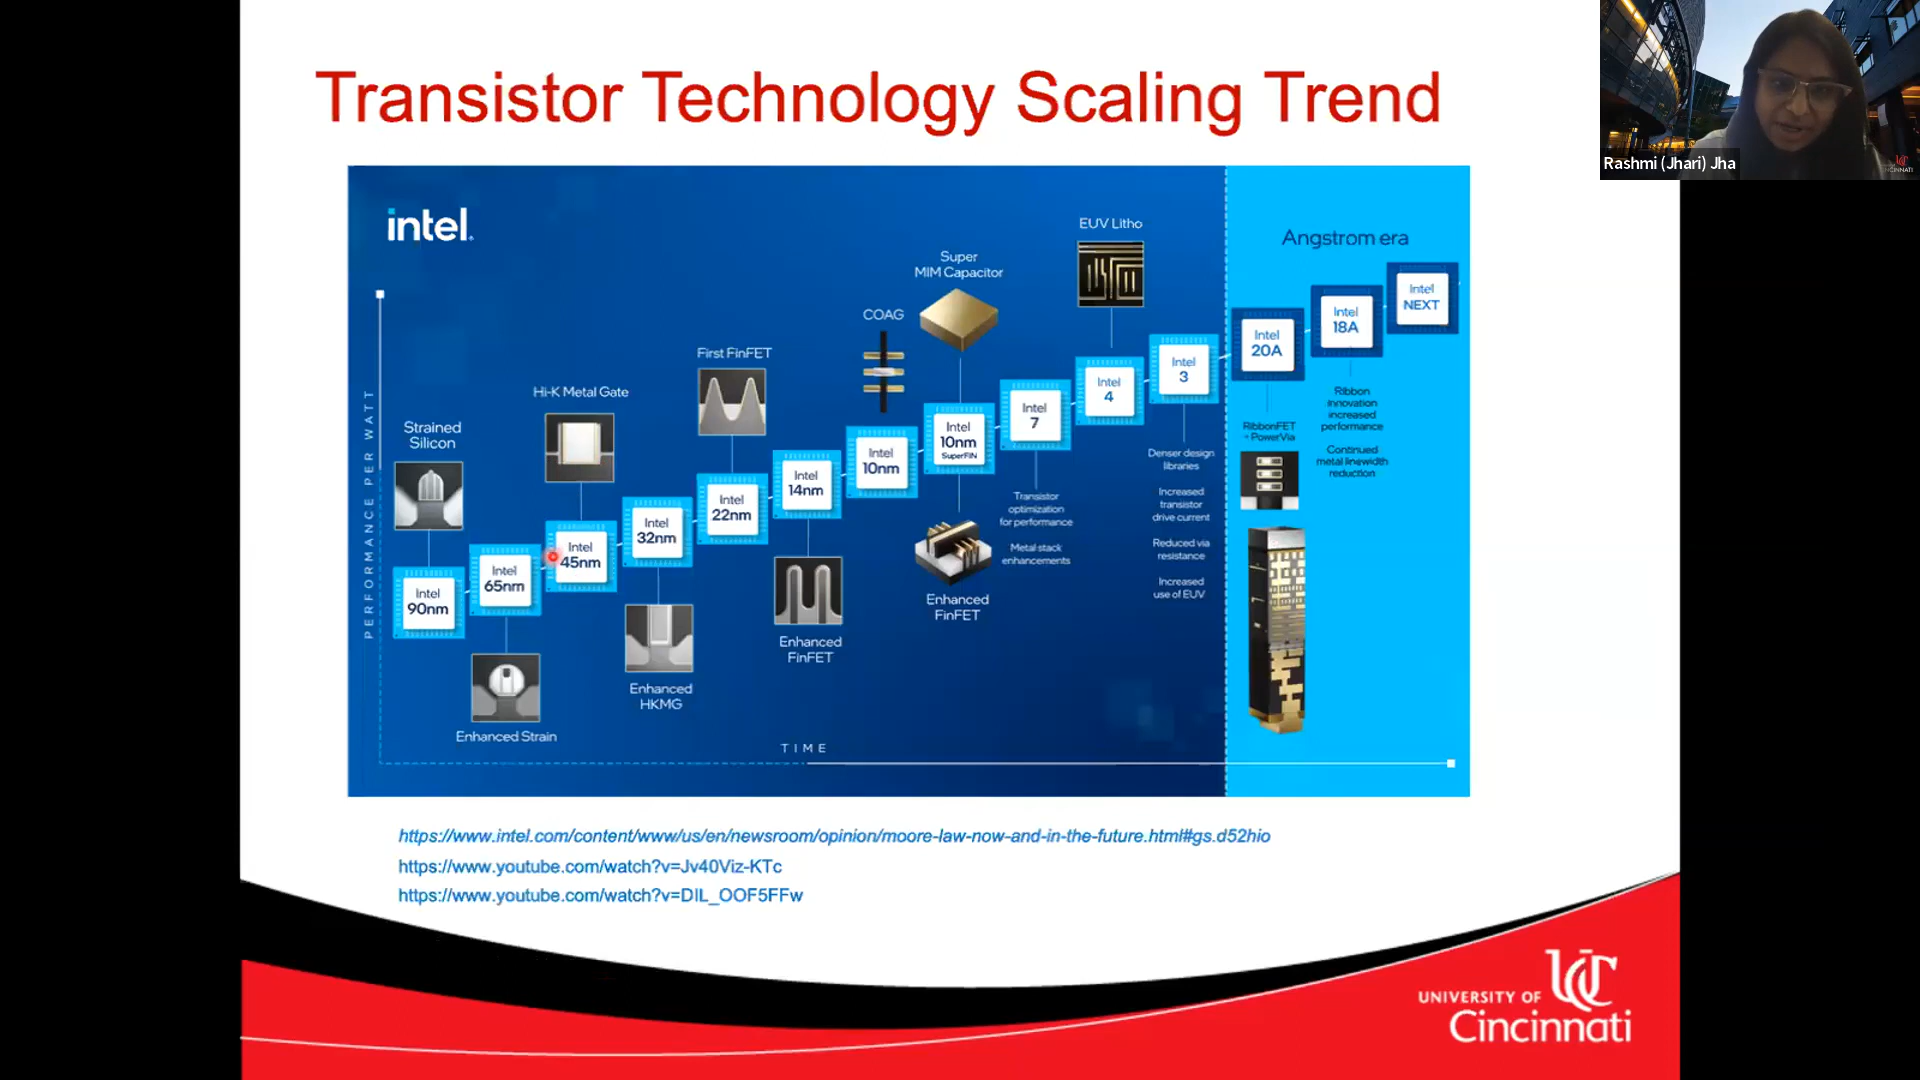 Transistor Technology Scaling Trend
Rashmi (Jhari) Jha
intel.
PERFORMANCE PER WATT
TIME
Strained
Silicon
Intel
90nm
Intel
65nm
Enhanced Strain
Hi-K Metal Gate
Intel
45nm
Intel
32nm
Enhanced
HKMG
First FinFET
Intel
22nm
Intel
14nm
Enhanced
FinFET
COAG
Intel
10nm
Super
MIM Capacitor
Intel
10nm
SuperFIN
Enhanced
FinFET
Intel
7
Transistor
optimization
for performance
Metal stack
enhancements
EUV Litho
Intel
4
Intel
3
Denser design
libraries
Increased
transistor
drive current
Reduced via
resistance
Increased
use of EUV
Angstrom era
Intel
20A
RibbonFET
+ PowerVia
Intel
18A
Ribbon
innovation
increased
performance
Continued
metal linewidth
reduction
Intel
NEXT
https://www.intel.com/content/www/us/en/newsroom/opinion/moore-law-now-and-in-the-future.html#gs.d52hio
https://www.youtube.com/watch?v=Jv40Viz-KTc
https://www.youtube.com/watch?v=DIL_OOF5FFw
UNIVERSITY OF
Cincinnati